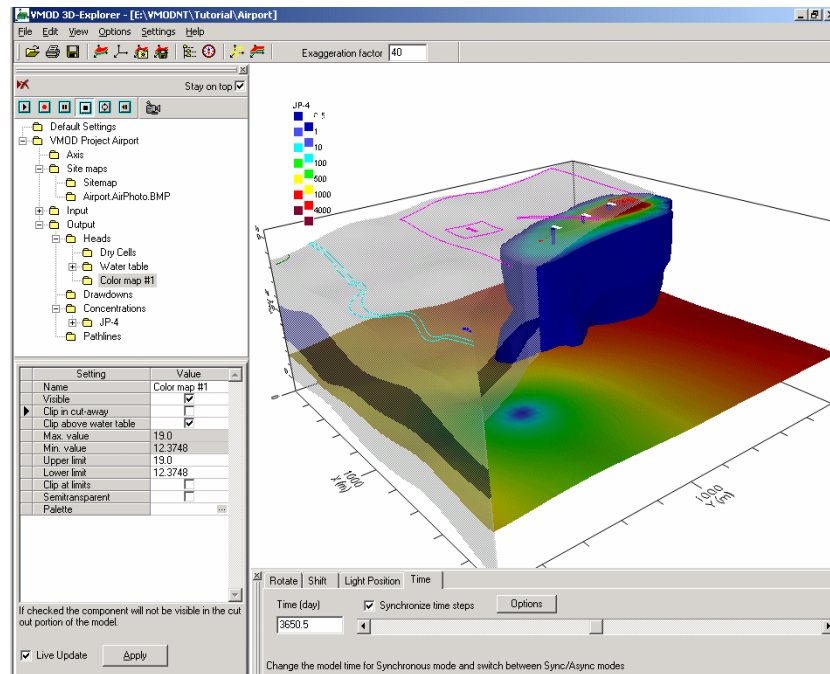 VMOD 3D-Explorer - [E:\VMODNT\Tutorial\Airport]
File Edit View Options Settings Help
Exaggeration factor 40
Stay on top
Default Settings
VMOD Project Airport
Axis
Site maps
Sitemap
Airport.AirPhoto.BMP
Input
Output
Heads
Dry Cells
Water table
Color map #1
Drawdowns
Concentrations
JP-4
Pathlines
Setting Value
Name Color map #1
Visible
Clip in cut-away
Clip above water table
Max. value 19.0
Min. value 12.3748
Upper limit 19.0
Lower limit 12.3748
Clip at limits
Semitransparent
Palette ...
If checked the component will not be visible in the cut
out portion of the model.
Live Update Apply
JP-4
1
10
100
500
1000
4000
0
1000
X(m)
1000
Y(m)
Rotate Shift Light Position Time
Time (day) Synchronize time steps Options
3650.5
Change the model time for Synchronous mode and switch between Sync/Async modes